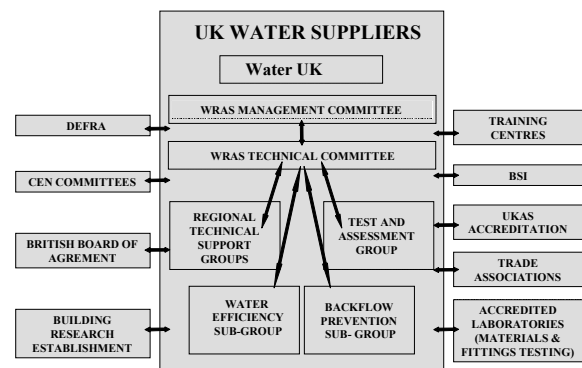 UK WATER SUPPLIERS
Water UK
WRAS MANAGEMENT COMMITTEE
WRAS TECHNICAL COMMITTEE
REGIONAL
TECHNICAL
SUPPORT
GROUPS
TEST AND
ASSESSMENT
GROUP
WATER
EFFICIENCY
SUB-GROUP
BACKFLOW
PREVENTION
SUB- GROUP
DEFRA
CEN COMMITTEES
BRITISH BOARD OF
AGREMENT
BUILDING
RESEARCH
ESTABLISHMENT
TRAINING
CENTRES
BSI
UKAS
ACCREDITATION
TRADE
ASSOCIATIONS
ACCREDITED
LABORATORIES
(MATERIALS &
FITTINGS TESTING)